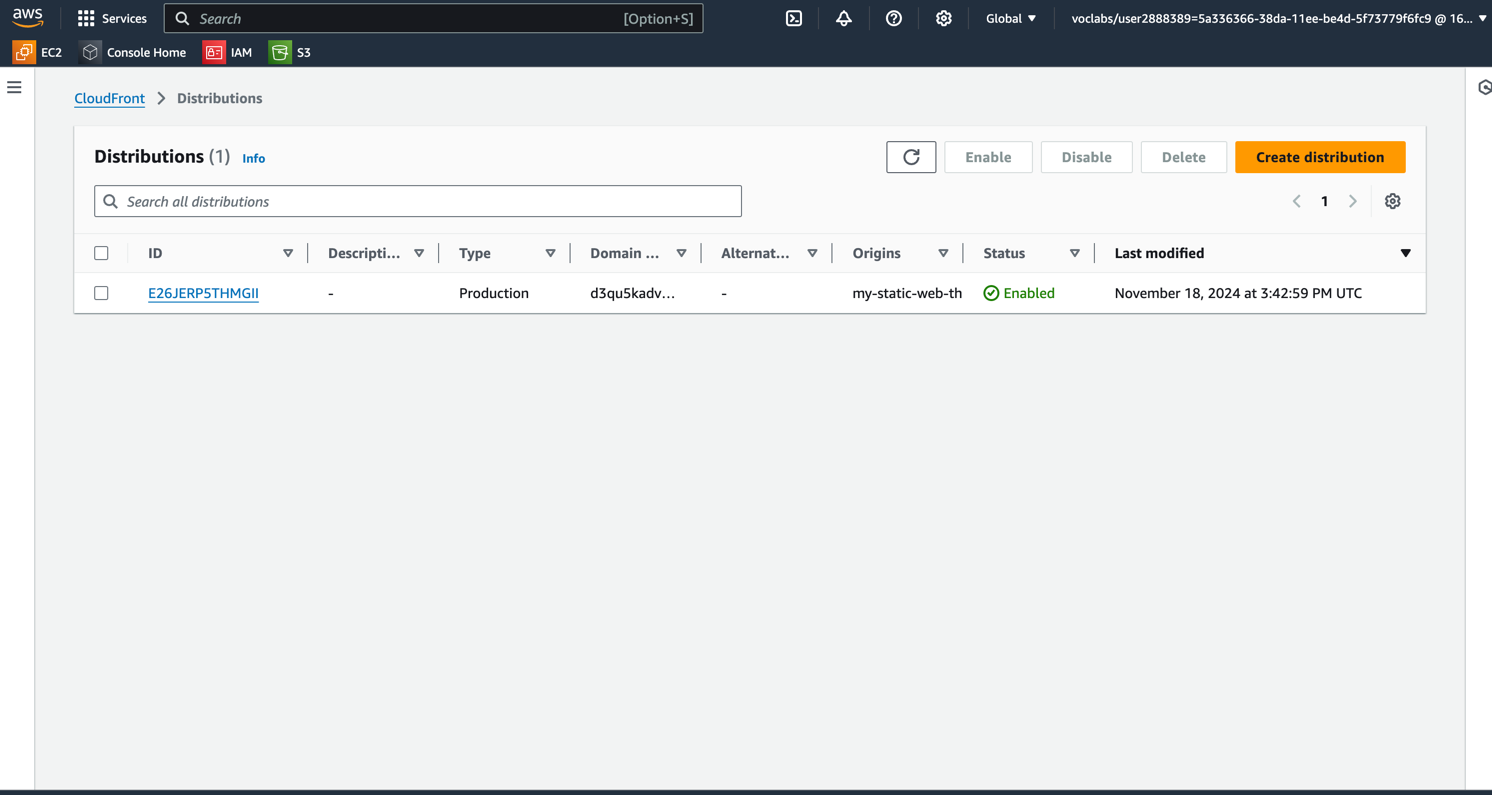 aws Services Search [Option+S] Global voclabs/user2888389=5a336366-38da-11ee-be4d-5f73779f6fc9 @ 16...
EC2 Console Home IAM S3
CloudFront Distributions
Distributions (1) Info Enable Disable Delete Create distribution
Search all distributions 1
ID Descripti... Type Domain ... Alternat... Origins Status Last modified
E26JERP5THMGII - Production d3qu5kadv... - my-static-web-th Enabled November 18, 2024 at 3:42:59 PM UTC